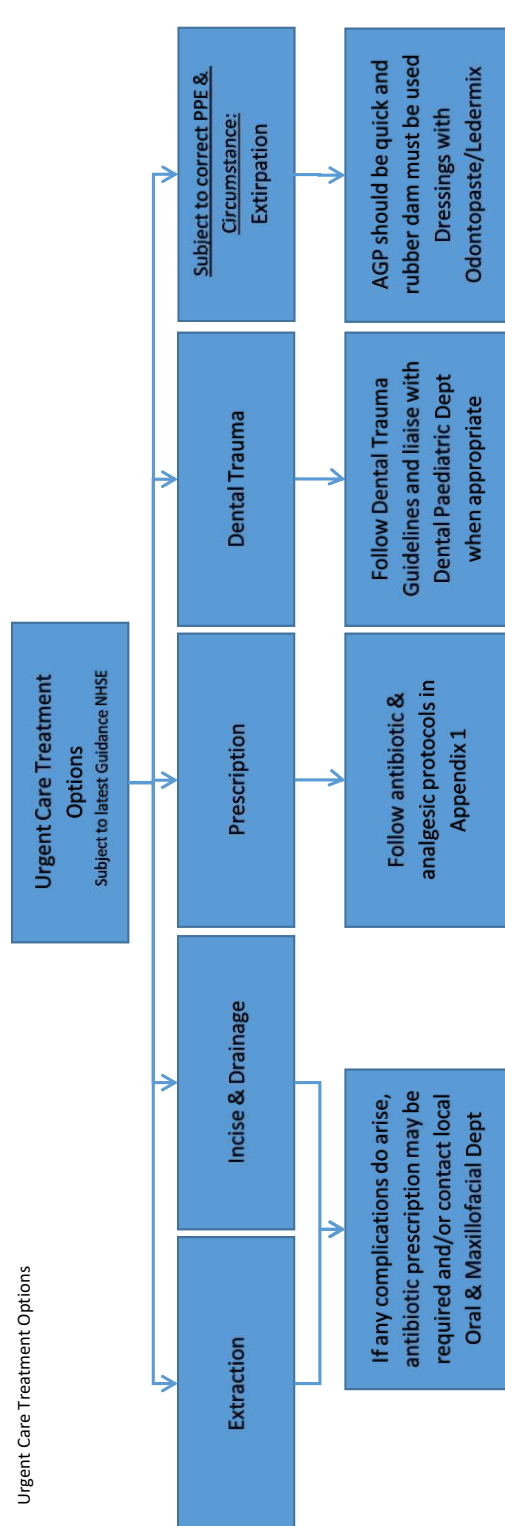 Urgent Care Treatment Options
Urgent Care Treatment
Options
Subject to latest Guidance NHSE
Extraction
Incise & Drainage
Prescription
Dental Trauma
Subject to correct PPE &
Circumstance:
Extirpation
If any complications do arise,
antibiotic prescription may be
required and/or contact local
Oral & Maxillofacial Dept
Follow antibiotic &
analgesic protocols in
Appendix 1
Follow Dental Trauma
Guidelines and liaise with
Dental Paediatric Dept
when appropriate
AGP should be quick and
rubber dam must be used
Dressings with
Odontopaste/Ledermix